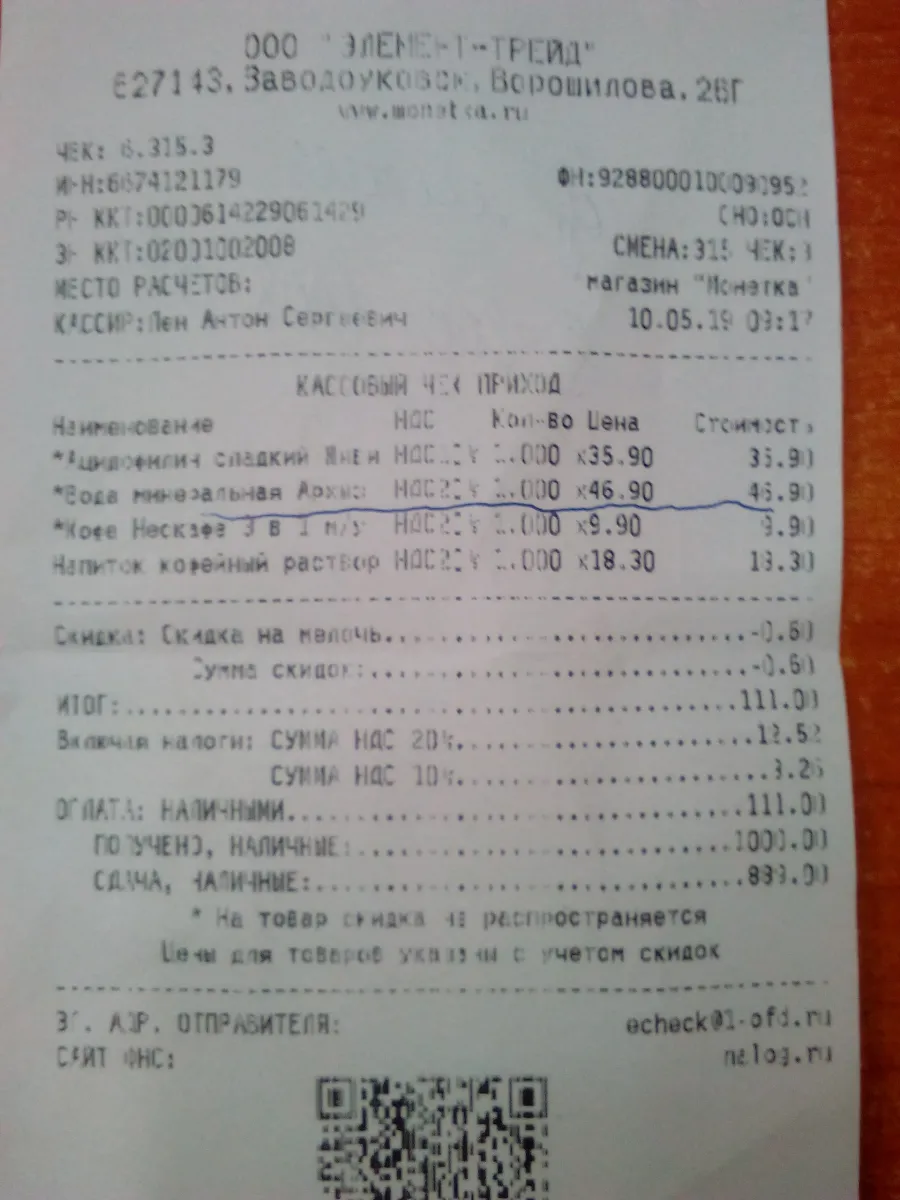 ООО "ЭЛЕМЕНТ-ТРЕЙД"
627143, Заводоуковск, Ворошилова, 26Г
www.monetka.ru
ЧЕК: 6.315.3
ИНН:6674121179 ФН:9288000100090952
РН ККТ:0000614229061429 СНО:ОСН
ЗН ККТ:02001002008 СМЕНА:315 ЧЕК:3
МЕСТО РАСЧЕТОВ: магазин "Монетка"
КАССИР:Лен Антон Сергеевич 10.05.19 09:17
КАССОВЫЙ ЧЕК ПРИХОД
Наименование НДС Кол-во Цена Стоимость
*Ацидофилин сладкий 1.000 x35.90 35.90
*Вода минеральная Архыз НДС20% 1.000 x46.90 46.90
*Кофе Нескафе 3 в 1 м/у НДС20% 1.000 x9.90 9.90
Напиток кофейный раствор НДС20% 1.000 x18.30 18.30
Скидка: Скидка на мелочь..............-0.60
Сумма скидок:..............-0.60
ИТОГ:..............111.00
Включая налоги: СУММА НДС 20%..............12.52
СУММА НДС 10%..............3.26
ОПЛАТА: НАЛИЧНЫМИ..............111.00
ПОЛУЧЕНО, НАЛИЧНЫЕ:..............1000.00
СДАЧА, НАЛИЧНЫЕ:..............889.00
* На товар скидка не распространяется
Цены для товаров указаны с учетом скидок
ЭЛ. АДР. ОТПРАВИТЕЛЯ: echeck@1-ofd.ru
САЙТ ФНС: nalog.ru